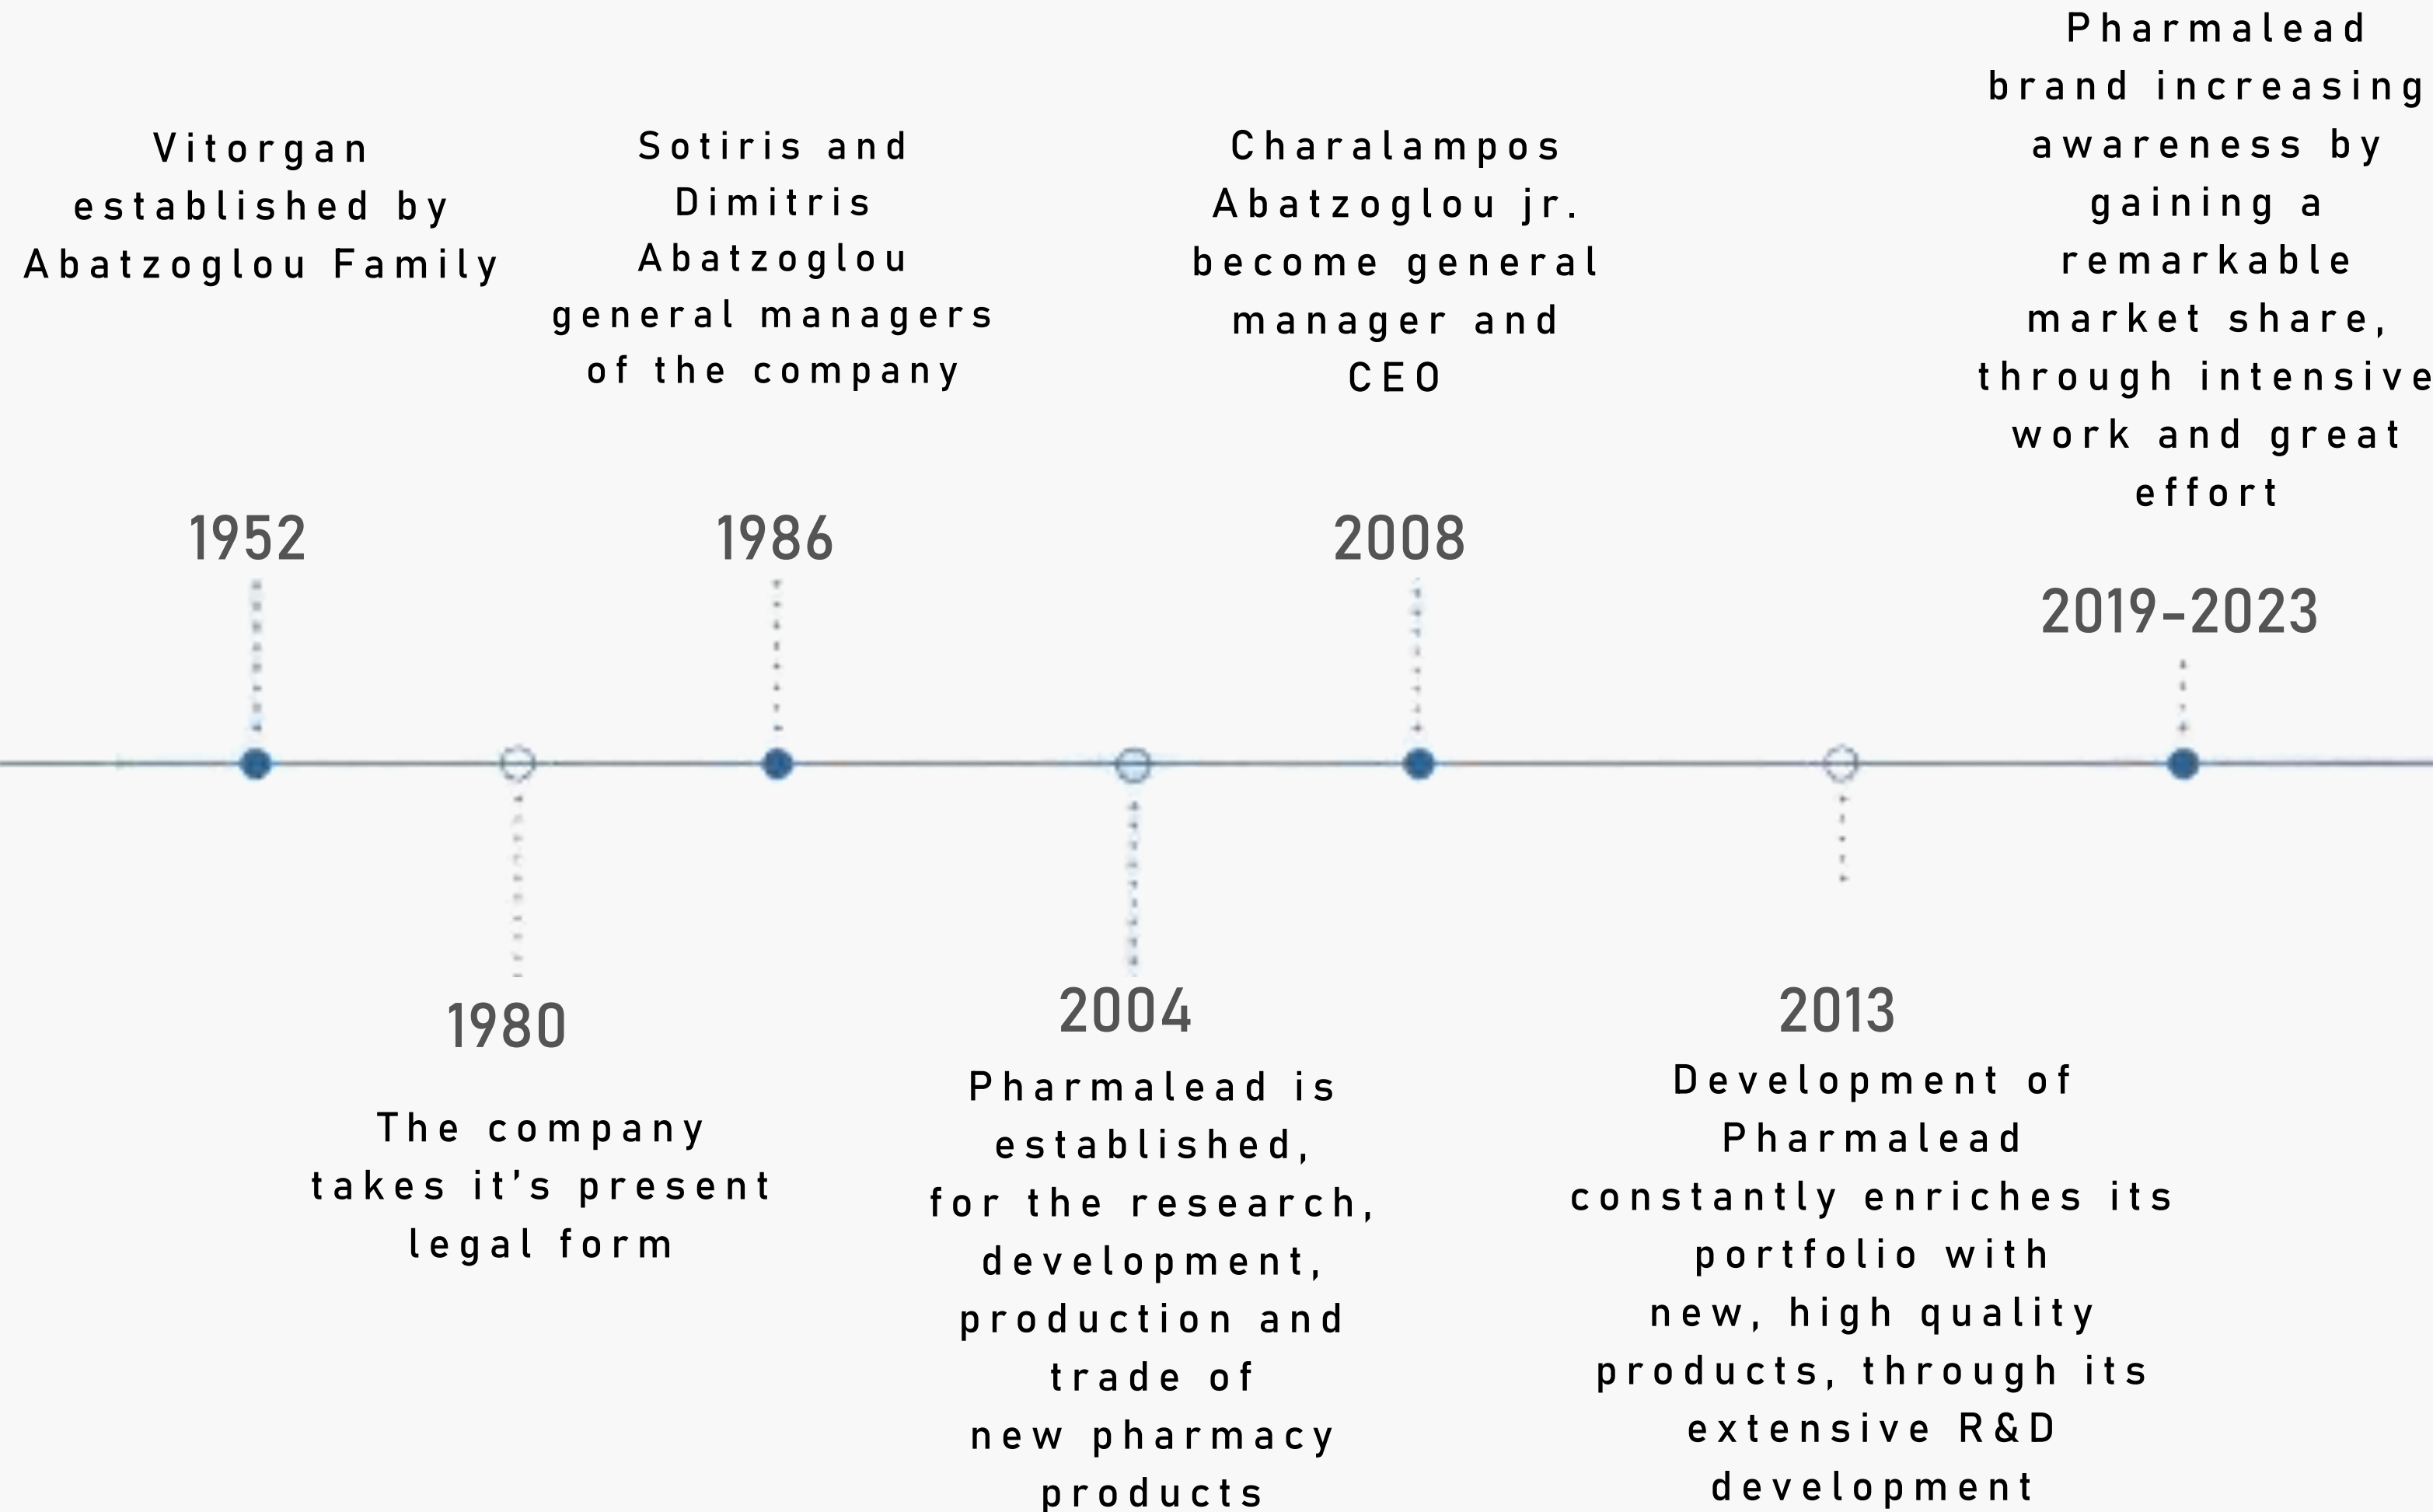 Vitorgan
established by
Abatzoglou Family
1952
The company
takes it's present
legal form
1980
Sotiris and
Dimitris
Abatzoglou
general managers
of the company
1986
2004
Pharmalead is
established,
for the research,
development,
production and
trade of
new pharmacy
products
Charalampos
Abatzoglou jr.
become general
manager and
CEO
2008
2013
Development of
Pharmalead
constantly enriches its
portfolio with
new, high quality
products, through its
extensive R&D
development
Pharmalead
brand increasing
awareness by
gaining a
remarkable
market share,
through intensive
work and great
effort
2019-2023